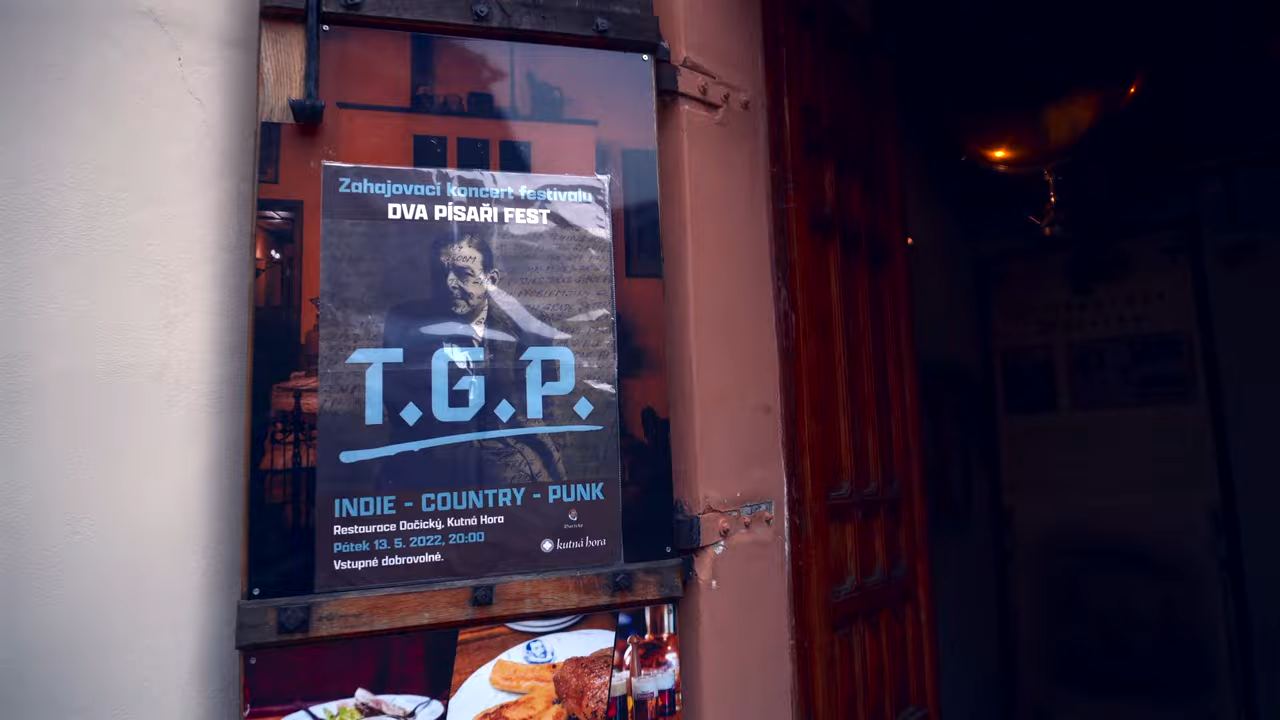 Zahajovací koncert festivalu
DVA PÍSAŘI FEST
T.G.P.
INDIE - COUNTRY - PUNK
Restaurace Dačický, Kutná Hora
Pátek 13. 5. 2022, 20:00
Vstupné dobrovolné.
kutná hora